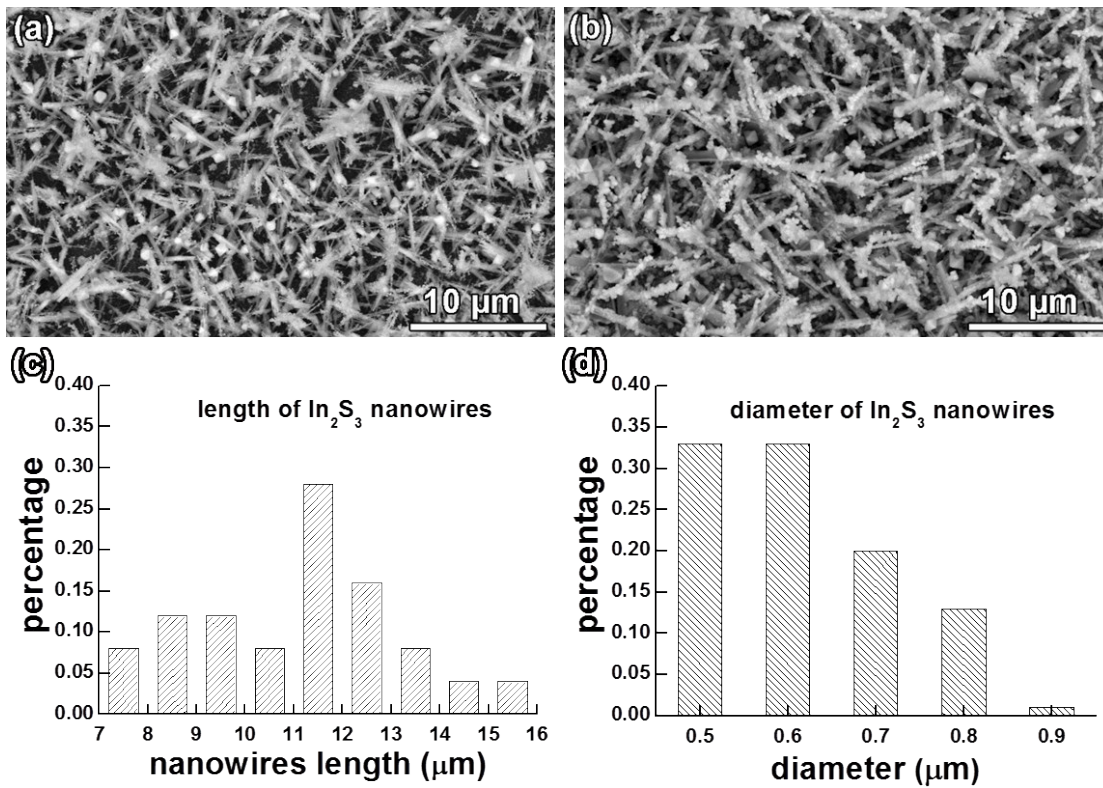 (a)
10 μm
(b)
10 μm
(c)
length of In₂S₃ nanowires
percentage
0.40
0.35
0.30
0.25
0.20
0.15
0.10
0.05
0.00
7 8 9 10 11 12 13 14 15 16
nanowires length (μm)
(d)
diameter of In₂S₃ nanowires
percentage
0.40
0.35
0.30
0.25
0.20
0.15
0.10
0.05
0.00
0.5 0.6 0.7 0.8 0.9
diameter (μm)